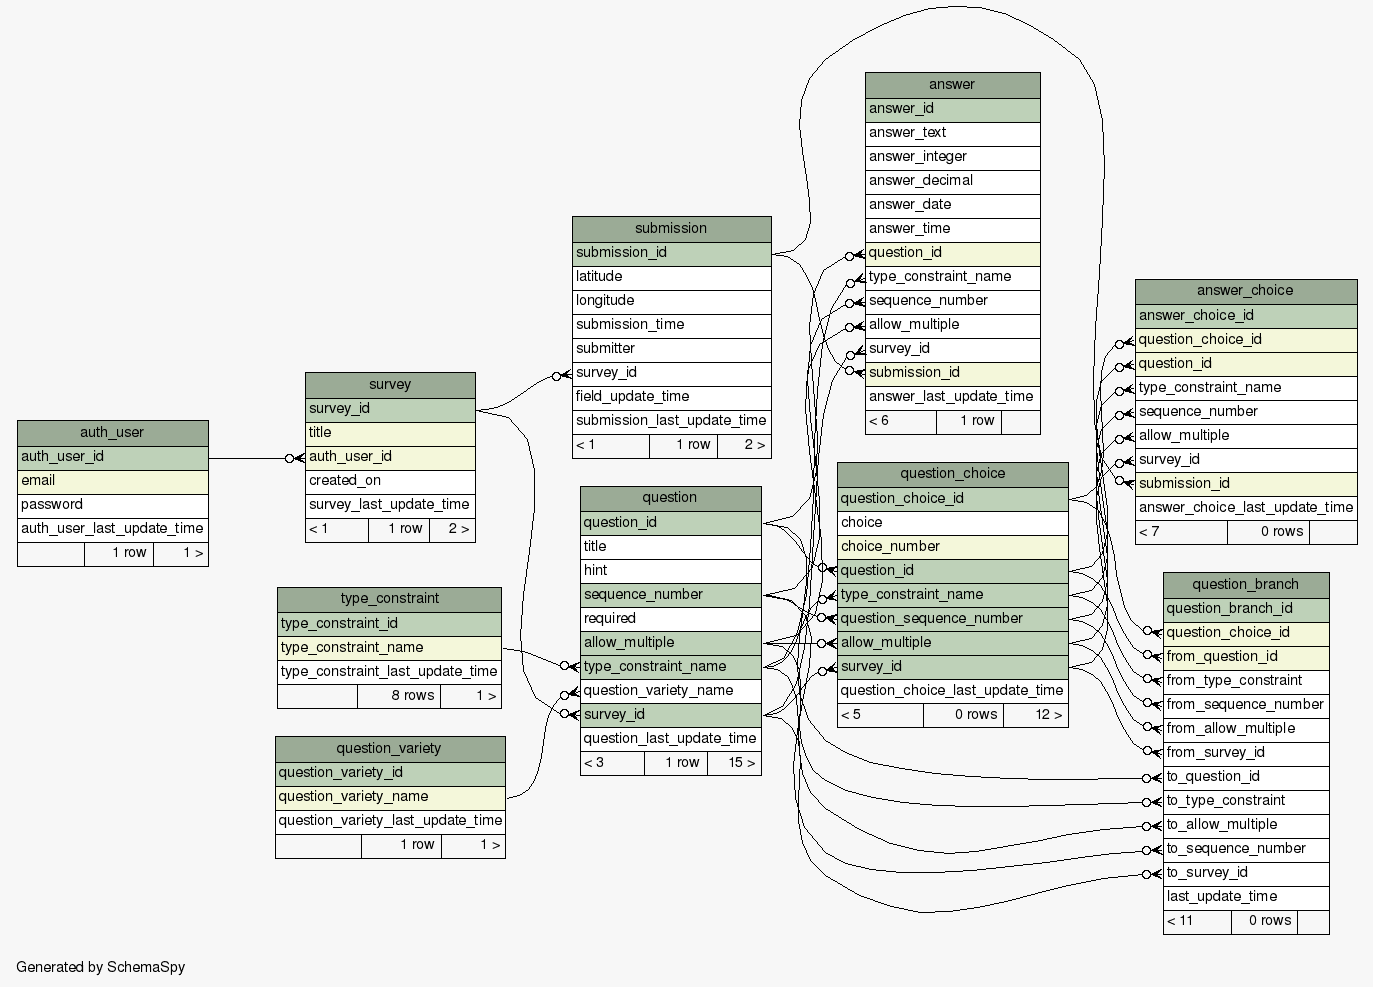 answer
answer_id
answer_text
answer_integer
answer_decimal
answer_date
answer_time
question_id
type_constraint_name
sequence_number
allow_multiple
survey_id
submission_id
answer_last_update_time
< 6 1 row
submission
submission_id
latitude
longitude
submission_time
submitter
survey_id
field_update_time
submission_last_update_time
< 1 1 row 2 >
answer_choice
answer_choice_id
question_choice_id
question_id
type_constraint_name
sequence_number
allow_multiple
survey_id
submission_id
answer_choice_last_update_time
< 7 0 rows
survey
survey_id
title
auth_user_id
created_on
survey_last_update_time
< 1 1 row 2 >
auth_user
auth_user_id
email
password
auth_user_last_update_time
1 row 1 >
question_choice
question_choice_id
choice
choice_number
question_id
type_constraint_name
question_sequence_number
allow_multiple
survey_id
question_choice_last_update_time
< 5 0 rows 12 >
question
question_id
title
hint
sequence_number
required
allow_multiple
type_constraint_name
question_variety_name
survey_id
question_last_update_time
< 3 1 row 15 >
question_branch
question_branch_id
question_choice_id
from_question_id
from_type_constraint
from_sequence_number
from_allow_multiple
from_survey_id
to_question_id
to_type_constraint
to_allow_multiple
to_sequence_number
to_survey_id
last_update_time
< 11 0 rows
type_constraint
type_constraint_id
type_constraint_name
type_constraint_last_update_time
8 rows 1 >
question_variety
question_variety_id
question_variety_name
question_variety_last_update_time
1 row 1 >
Generated by SchemaSpy